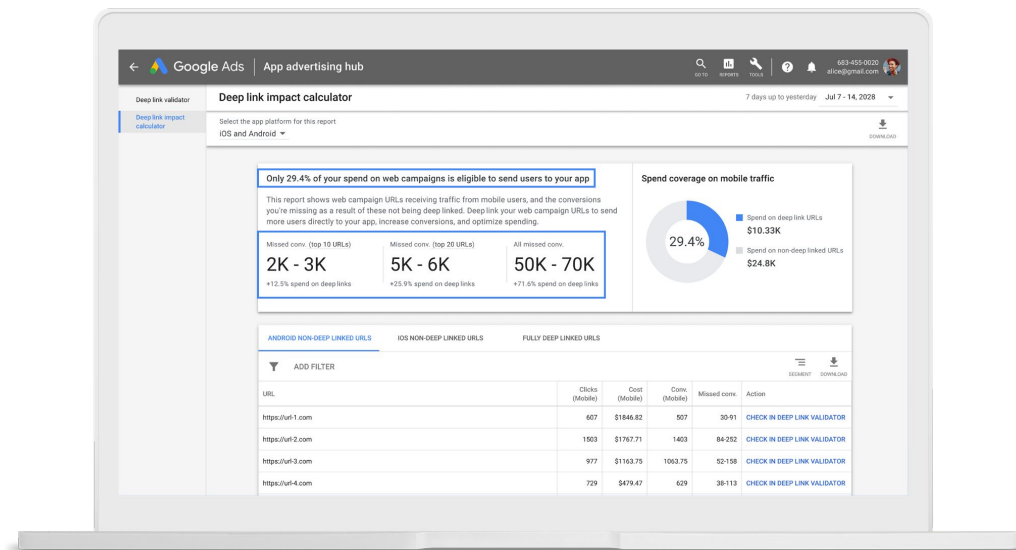 Google Ads
App advertising hub
GO TO
REPORTS
TOOLS
683-455-0020
alice@gmail.com
Deep link validator
Deep link impact
calculator
Deep link impact calculator
7 days up to yesterday Jul 7 - 14, 2028
Select the app platform for this report
iOS and Android
DOWNLOAD
Only 29.4% of your spend on web campaigns is eligible to send users to your app
This report shows web campaign URLs receiving traffic from mobile users, and the conversions
you're missing as a result of these not being deep linked. Deep link your web campaign URLs to send
more users directly to your app, increase conversions, and optimize spending.
Missed conv. (top 10 URLs)
2K - 3K
+12.5% spend on deep links
Missed conv. (top 20 URLs)
5K - 6K
+25.9% spend on deep links
All missed conv.
50K - 70K
+71.6% spend on deep links
Spend coverage on mobile traffic
29.4%
Spend on deep link URLs
$10.33K
Spend on non-deep linked URLs
$24.8K
ANDROID NON-DEEP LINKED URLS IOS NON-DEEP LINKED URLS FULLY DEEP LINKED URLS
ADD FILTER
SEGMENT
DOWNLOAD
URL Clicks (Mobile) Cost (Mobile) Conv. (Mobile) Missed conv. Action
https://url-1.com 607 $1846.82 507 30-91 CHECK IN DEEP LINK VALIDATOR
https://url-2.com 1503 $1767.71 1403 84-252 CHECK IN DEEP LINK VALIDATOR
https://url-3.com 977 $1163.75 1063.75 52-158 CHECK IN DEEP LINK VALIDATOR
https://url-4.com 729 $479.47 629 38-113 CHECK IN DEEP LINK VALIDATOR